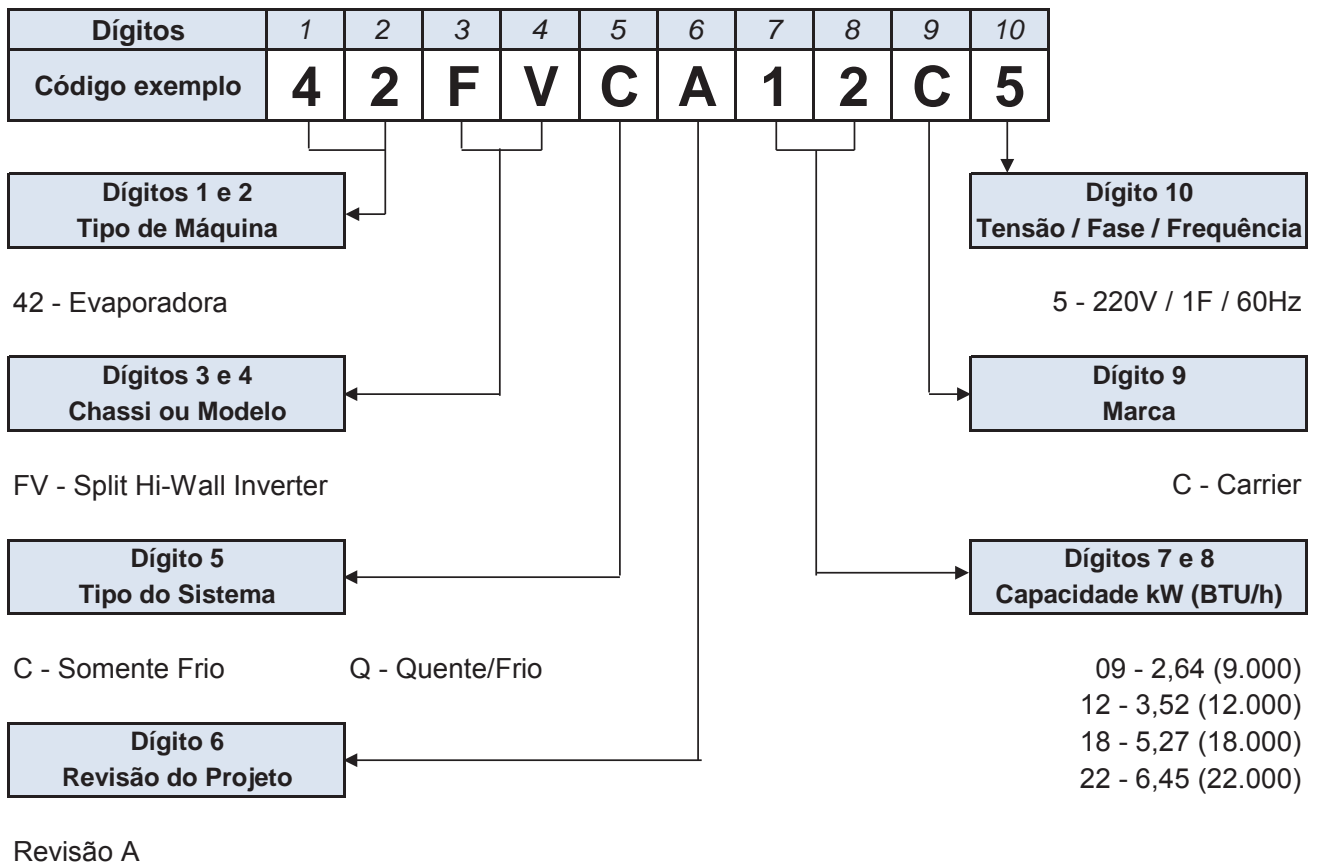 Dígitos 1 2 3 4 5 6 7 8 9 10
Código exemplo 4 2 F V C A 1 2 C 5
Dígitos 1 e 2
Tipo de Máquina
Dígito 10
Tensão / Fase / Frequência
42 - Evaporadora
5 - 220V / 1F / 60Hz
Dígitos 3 e 4
Chassi ou Modelo
Dígito 9
Marca
FV - Split Hi-Wall Inverter
C - Carrier
Dígito 5
Tipo do Sistema
Dígitos 7 e 8
Capacidade kW (BTU/h)
C - Somente Frio Q - Quente/Frio
09 - 2,64 (9.000)
12 - 3,52 (12.000)
18 - 5,27 (18.000)
22 - 6,45 (22.000)
Dígito 6
Revisão do Projeto
Revisão A